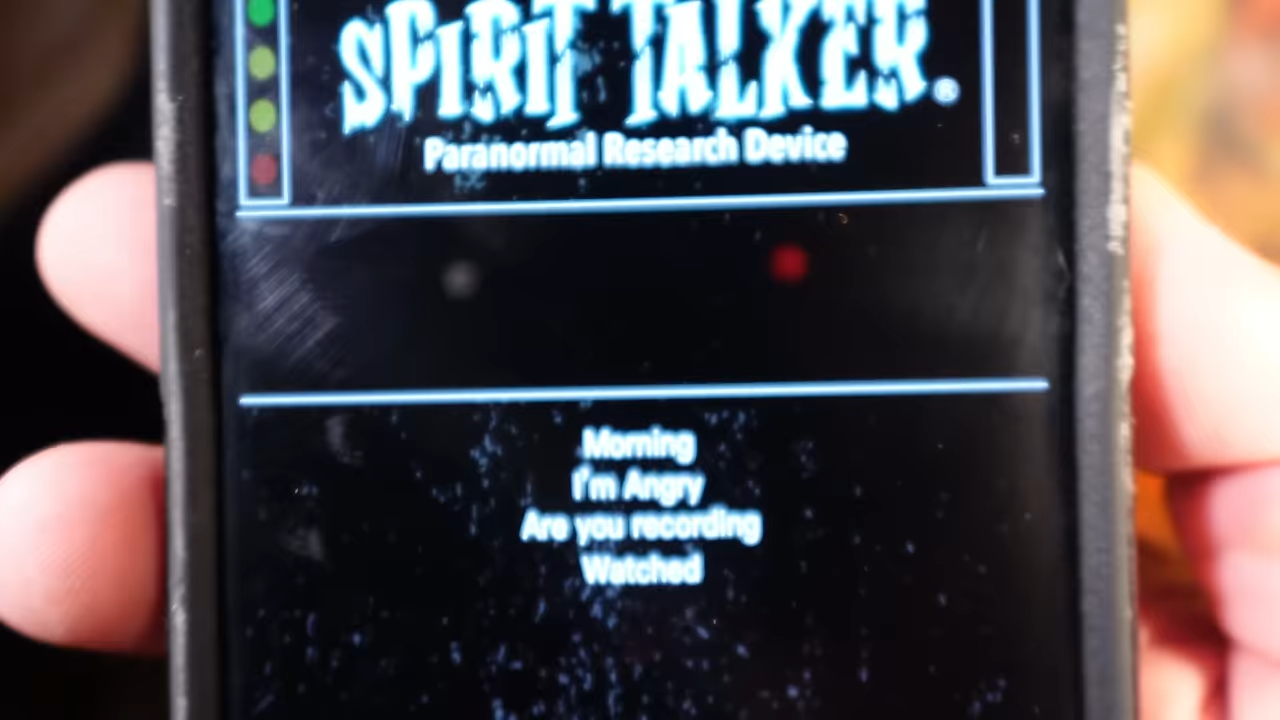 SPIRIT TALKER®
Paranormal Research Device
Morning
I'm Angry
Are you recording
Watched